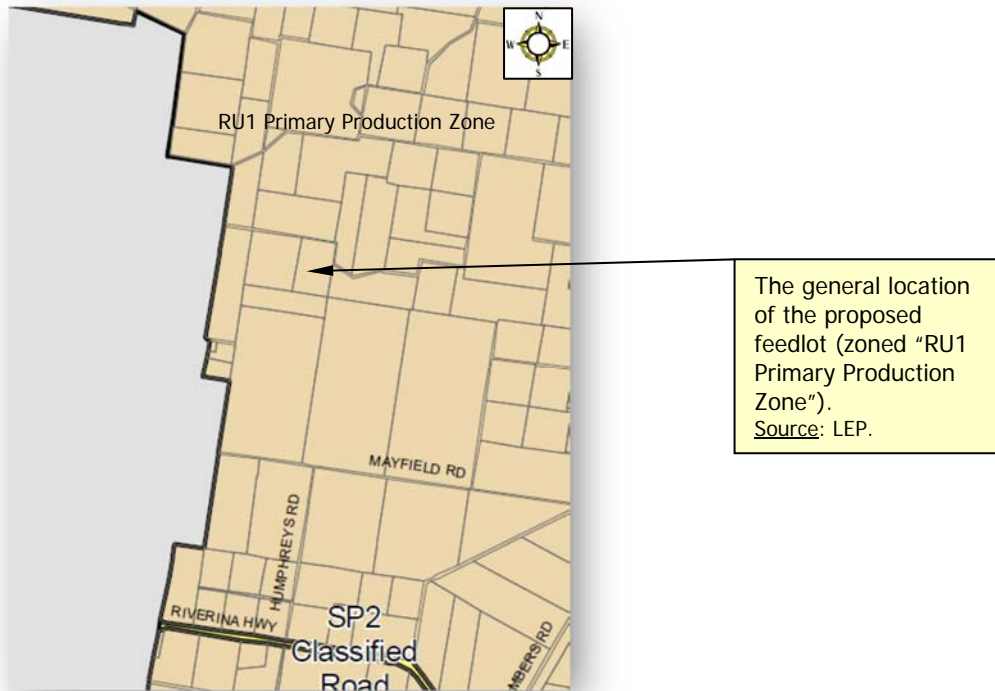 N
W E
S
RU1 Primary Production Zone
The general location
of the proposed
feedlot (zoned “RU1
Primary Production
Zone”).
Source: LEP.
MAYFIELD RD
HUMPHREYS RD
RIVERINA HWY
SP2
Classified
Road
MBERS RD